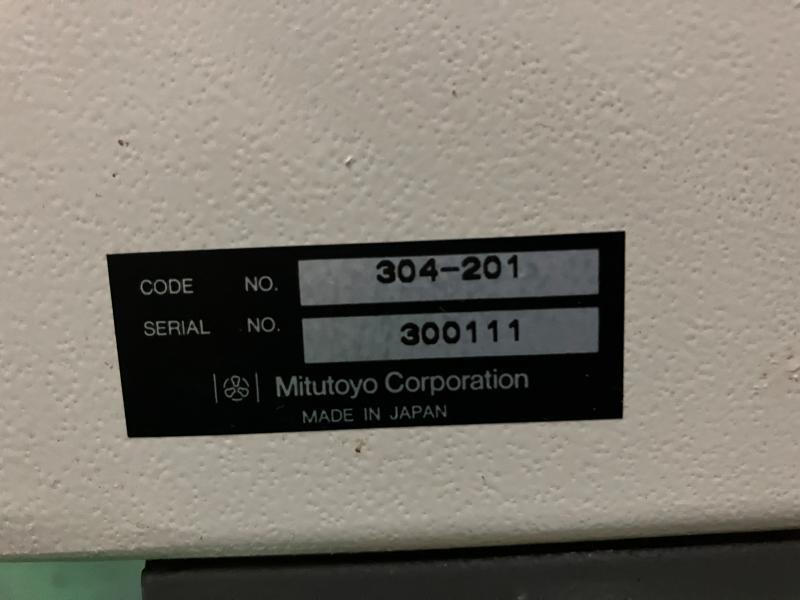 CODE NO. 304-201
SERIAL NO. 300111
Mitutoyo Corporation
MADE IN JAPAN